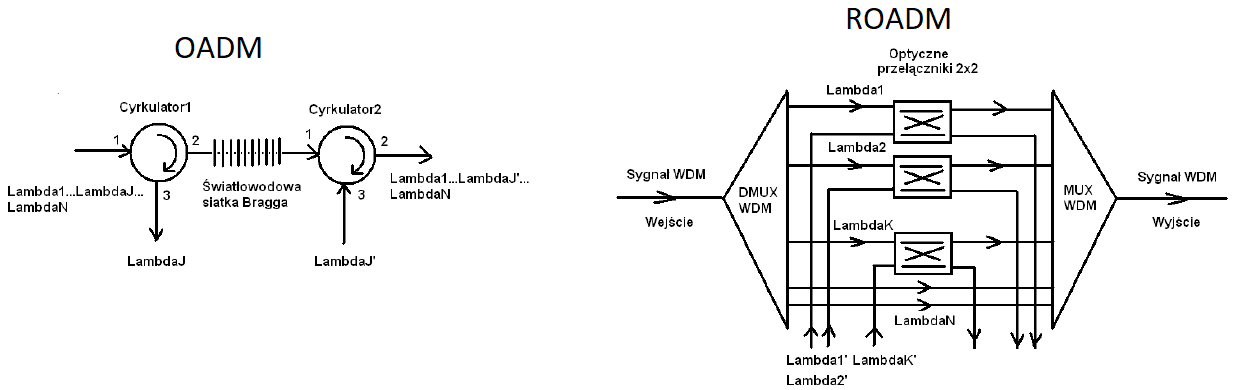 OADM
Cyrkulator1
Cyrkulator2
1
2
1
2
3
3
Lambda1...LambdaJ...
LambdaN
Światłowodowa
siatka Bragga
Lambda1...LambdaJ'...
LambdaN
LambdaJ
LambdaJ'
ROADM
Optyczne
przełączniki 2x2
Lambda1
Lambda2
Sygnał WDM
Wejście
DMUX
WDM
MUX
WDM
Sygnał WDM
Wyjście
LambdaK
LambdaN
Lambda1' LambdaK'
Lambda2'